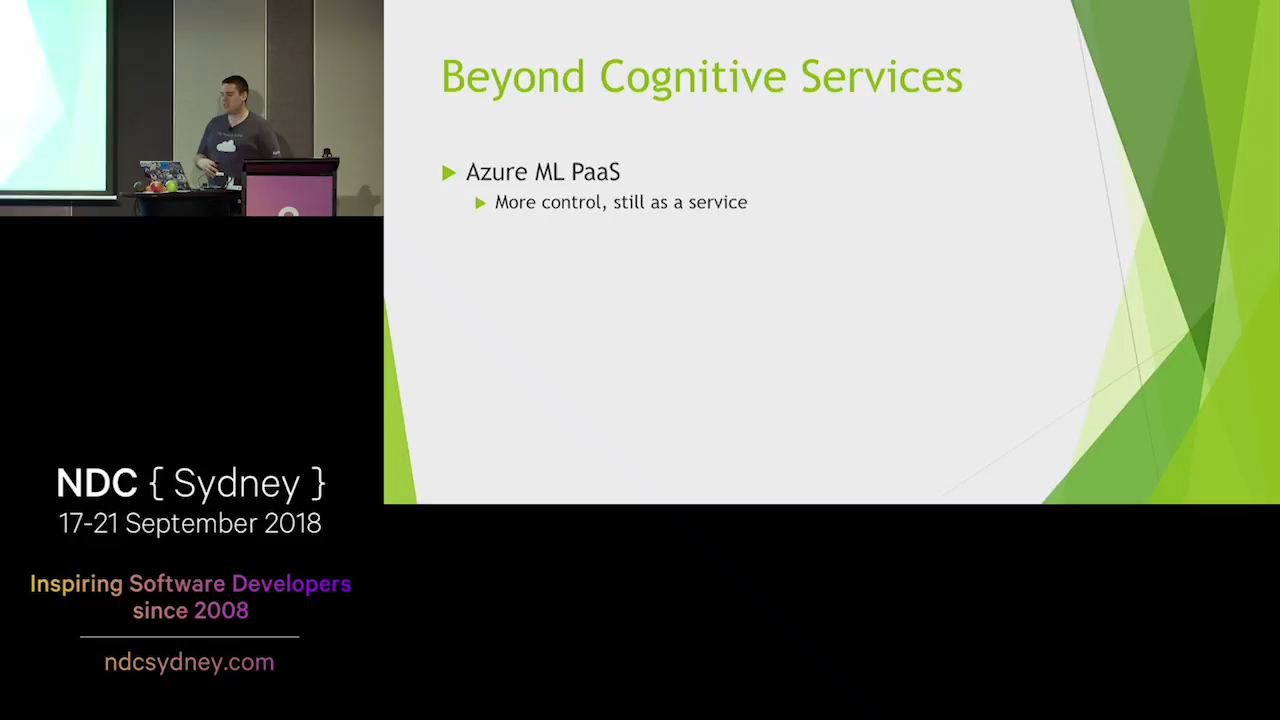 Beyond Cognitive Services
Azure ML PaaS
More control, still as a service
NDC { Sydney }
17-21 September 2018
Inspiring Software Developers
since 2008
ndcsydney.com